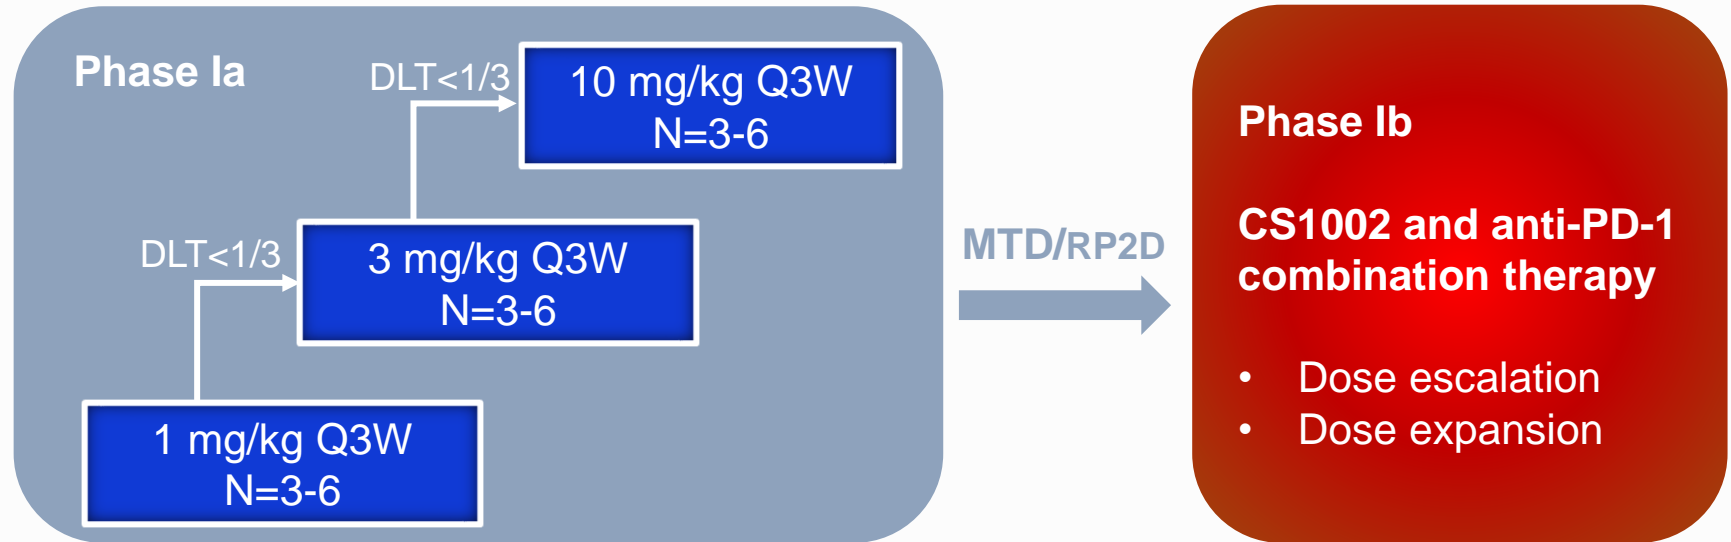 Phase Ia
DLT<1/3
10 mg/kg Q3W
N=3-6
DLT<1/3
3 mg/kg Q3W
N=3-6
1 mg/kg Q3W
N=3-6
MTD/RP2D
Phase Ib
CS1002 and anti-PD-1
combination therapy
• Dose escalation
• Dose expansion